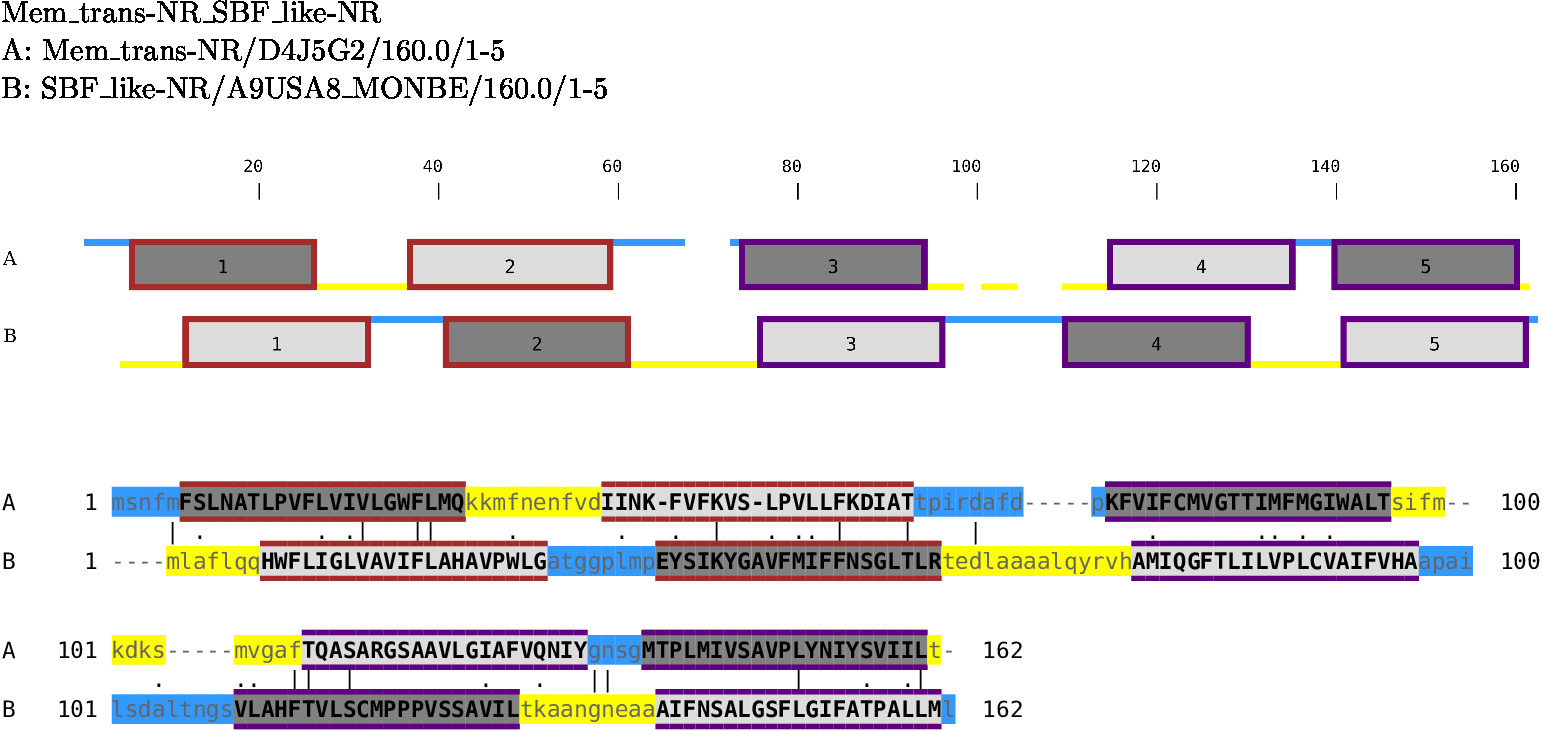 Mem_trans-NR_SBF_like-NR
A: Mem_trans-NR/D4J5G2/160.0/1-5
B: SBF_like-NR/A9USA8_MONBE/160.0/1-5
20 40 60 80 100 120 140 160
A 1 2 3 4 5
B 1 2 3 4 5
A 1 msnfmFSLNATLPVFLVIVLGWFLMQkkmfnenfvdIINK-FVFKVS-LPVLLFKDIATtpirdafd-----pKFVIFCMVGTTIMFMGIWALTsifm-- 100
B 1 ----mlaflqqHWFLIGLVAVIFLAHAVPWLGatggplmpEYSIKYGAVFMIFFNSGLTLRtedlaaaalqyrvhAMIQGFTLILVPLCVAIFVHAapai 100
A 101 kdks-----mvgafTQASARGSAAVLGIAFVQNIYgnsgMTPLMIVSAVPLYNIYSVIILt- 162
B 101 lsdaltngsVLAHFTVLSCMPPPVSSAVILtkaangneaaAIFNSALGSFLGIFATPALLMl 162